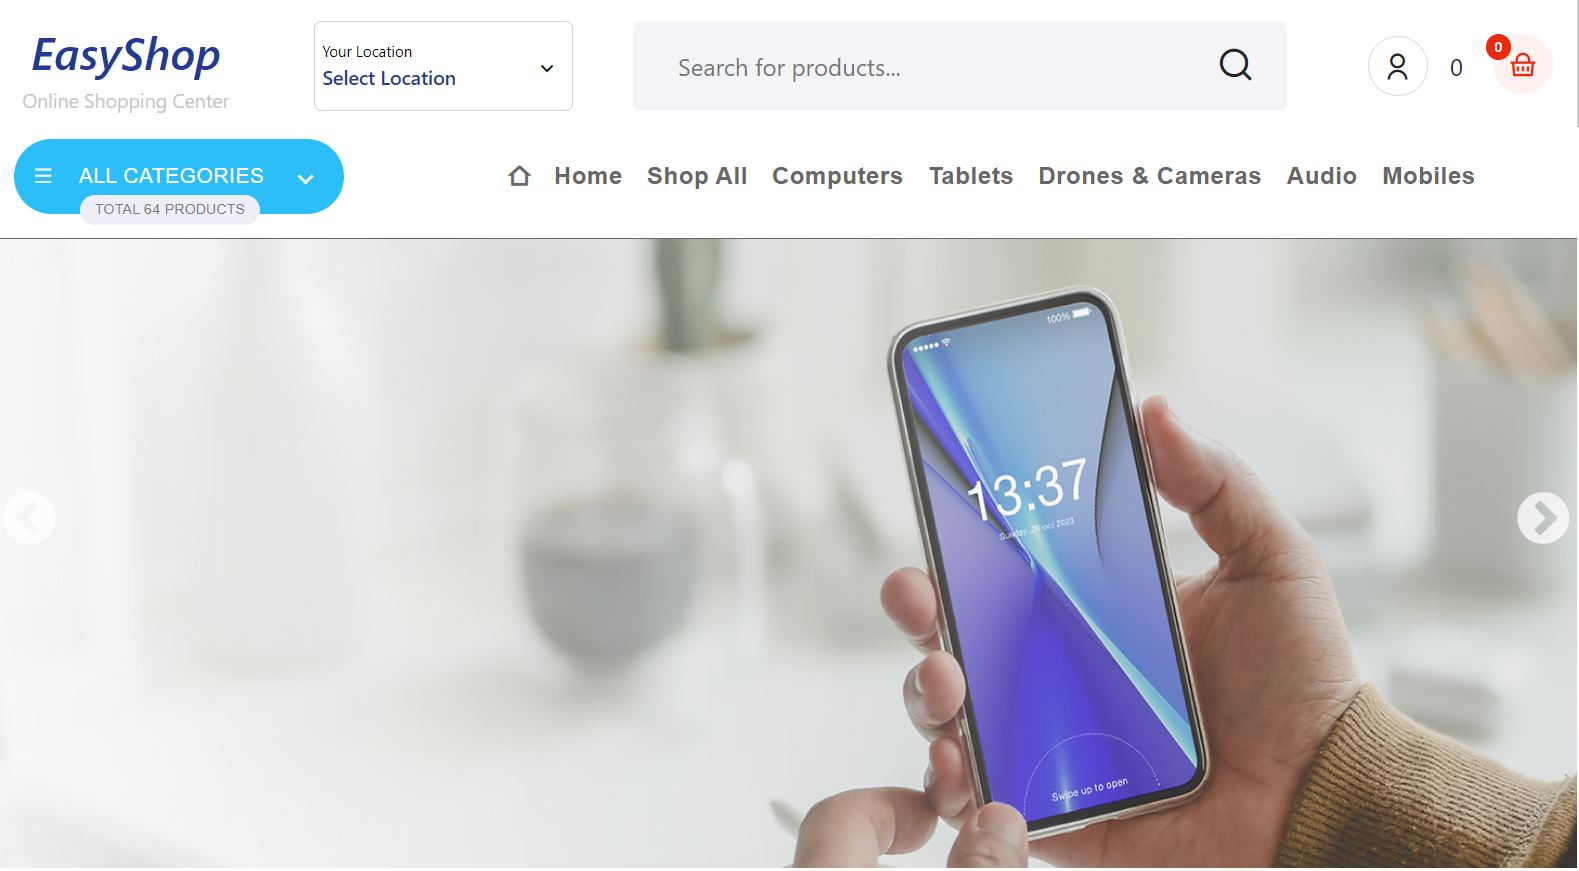 EasyShop
Online Shopping Center
Your Location
Select Location
Search for products...
0
0
ALL CATEGORIES
TOTAL 64 PRODUCTS
Home Shop All Computers Tablets Drones & Cameras Audio Mobiles
100%
13:37
Sunday ,20 oct 2023
Swipe up to open